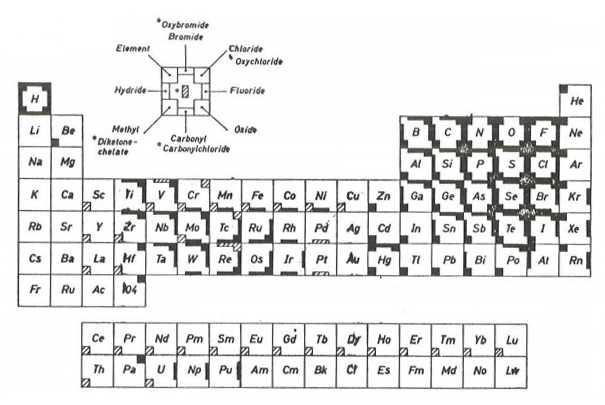 *Oxybromide
Bromide
Element
Chloride
*Oxychloride
Hydride
Fluoride
Methyl
*Diketone-
chelate
Oxide
Carbonyl
*Carbonylchloride
H He
Li Be B C N O F Ne
Na Mg Al Si P S Cl Ar
K Ca Sc Ti V Cr Mn Fe Co Ni Cu Zn Ga Ge As Se Br Kr
Rb Sr Y Zr Nb Mo Tc Ru Rh Pd Ag Cd In Sn Sb Te I Xe
Cs Ba La Hf Ta W Re Os Ir Pt Au Hg Tl Pb Bi Po At Rn
Fr Ru Ac 104
Ce Pr Nd Pm Sm Eu Gd Tb Dy Ho Er Tm Yb Lu
Th Pa U Np Pu Am Cm Bk Cf Es Fm Md No Lw